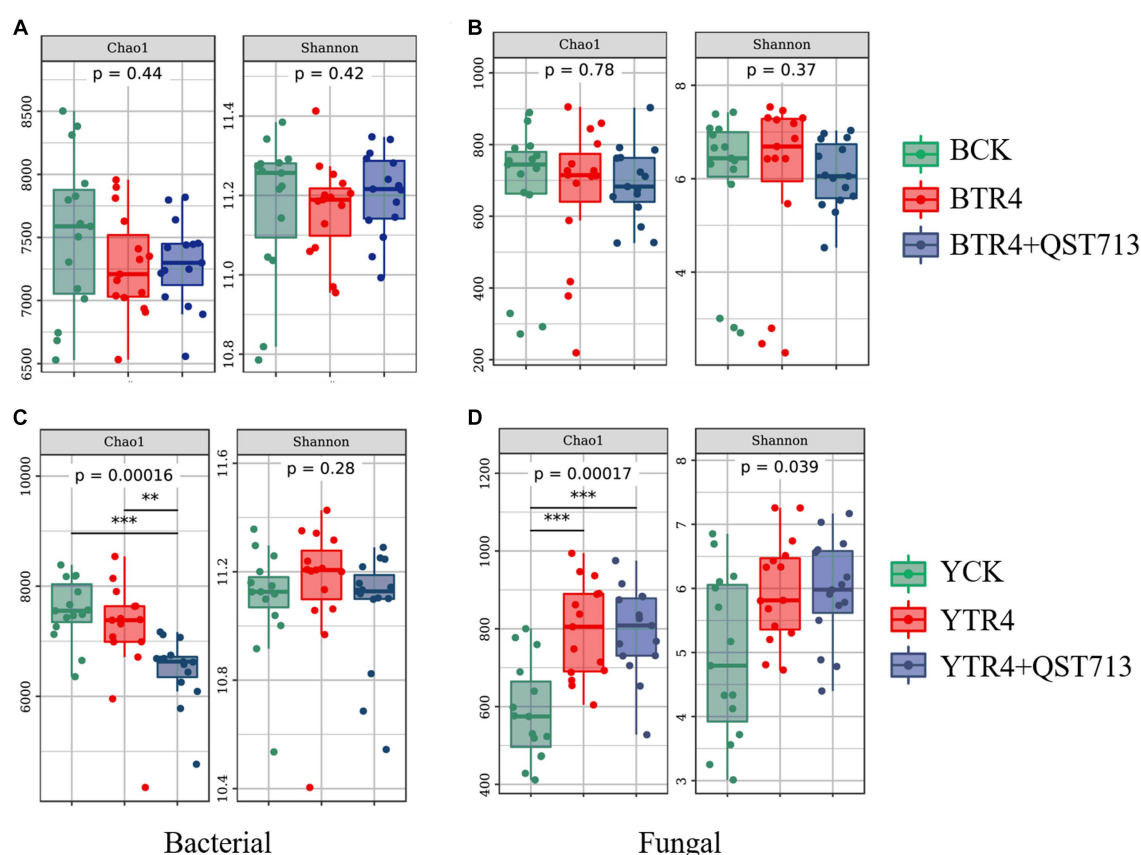 A
Chao1
p = 0.44
8500
8000
7500
7000
6500
Shannon
p = 0.42
11.4
11.2
11.0
10.8
B
Chao1
p = 0.78
1000
800
600
400
200
Shannon
p = 0.37
8
6
4
BCK
BTR4
BTR4+QST713
C
Chao1
p = 0.00016
**
***
10000
8000
6000
Shannon
p = 0.28
11.6
11.2
10.8
10.4
D
Chao1
p = 0.00017
***
***
1200
1000
800
600
400
Shannon
p = 0.039
8
7
6
5
4
3
YCK
YTR4
YTR4+QST713
Bacterial
Fungal